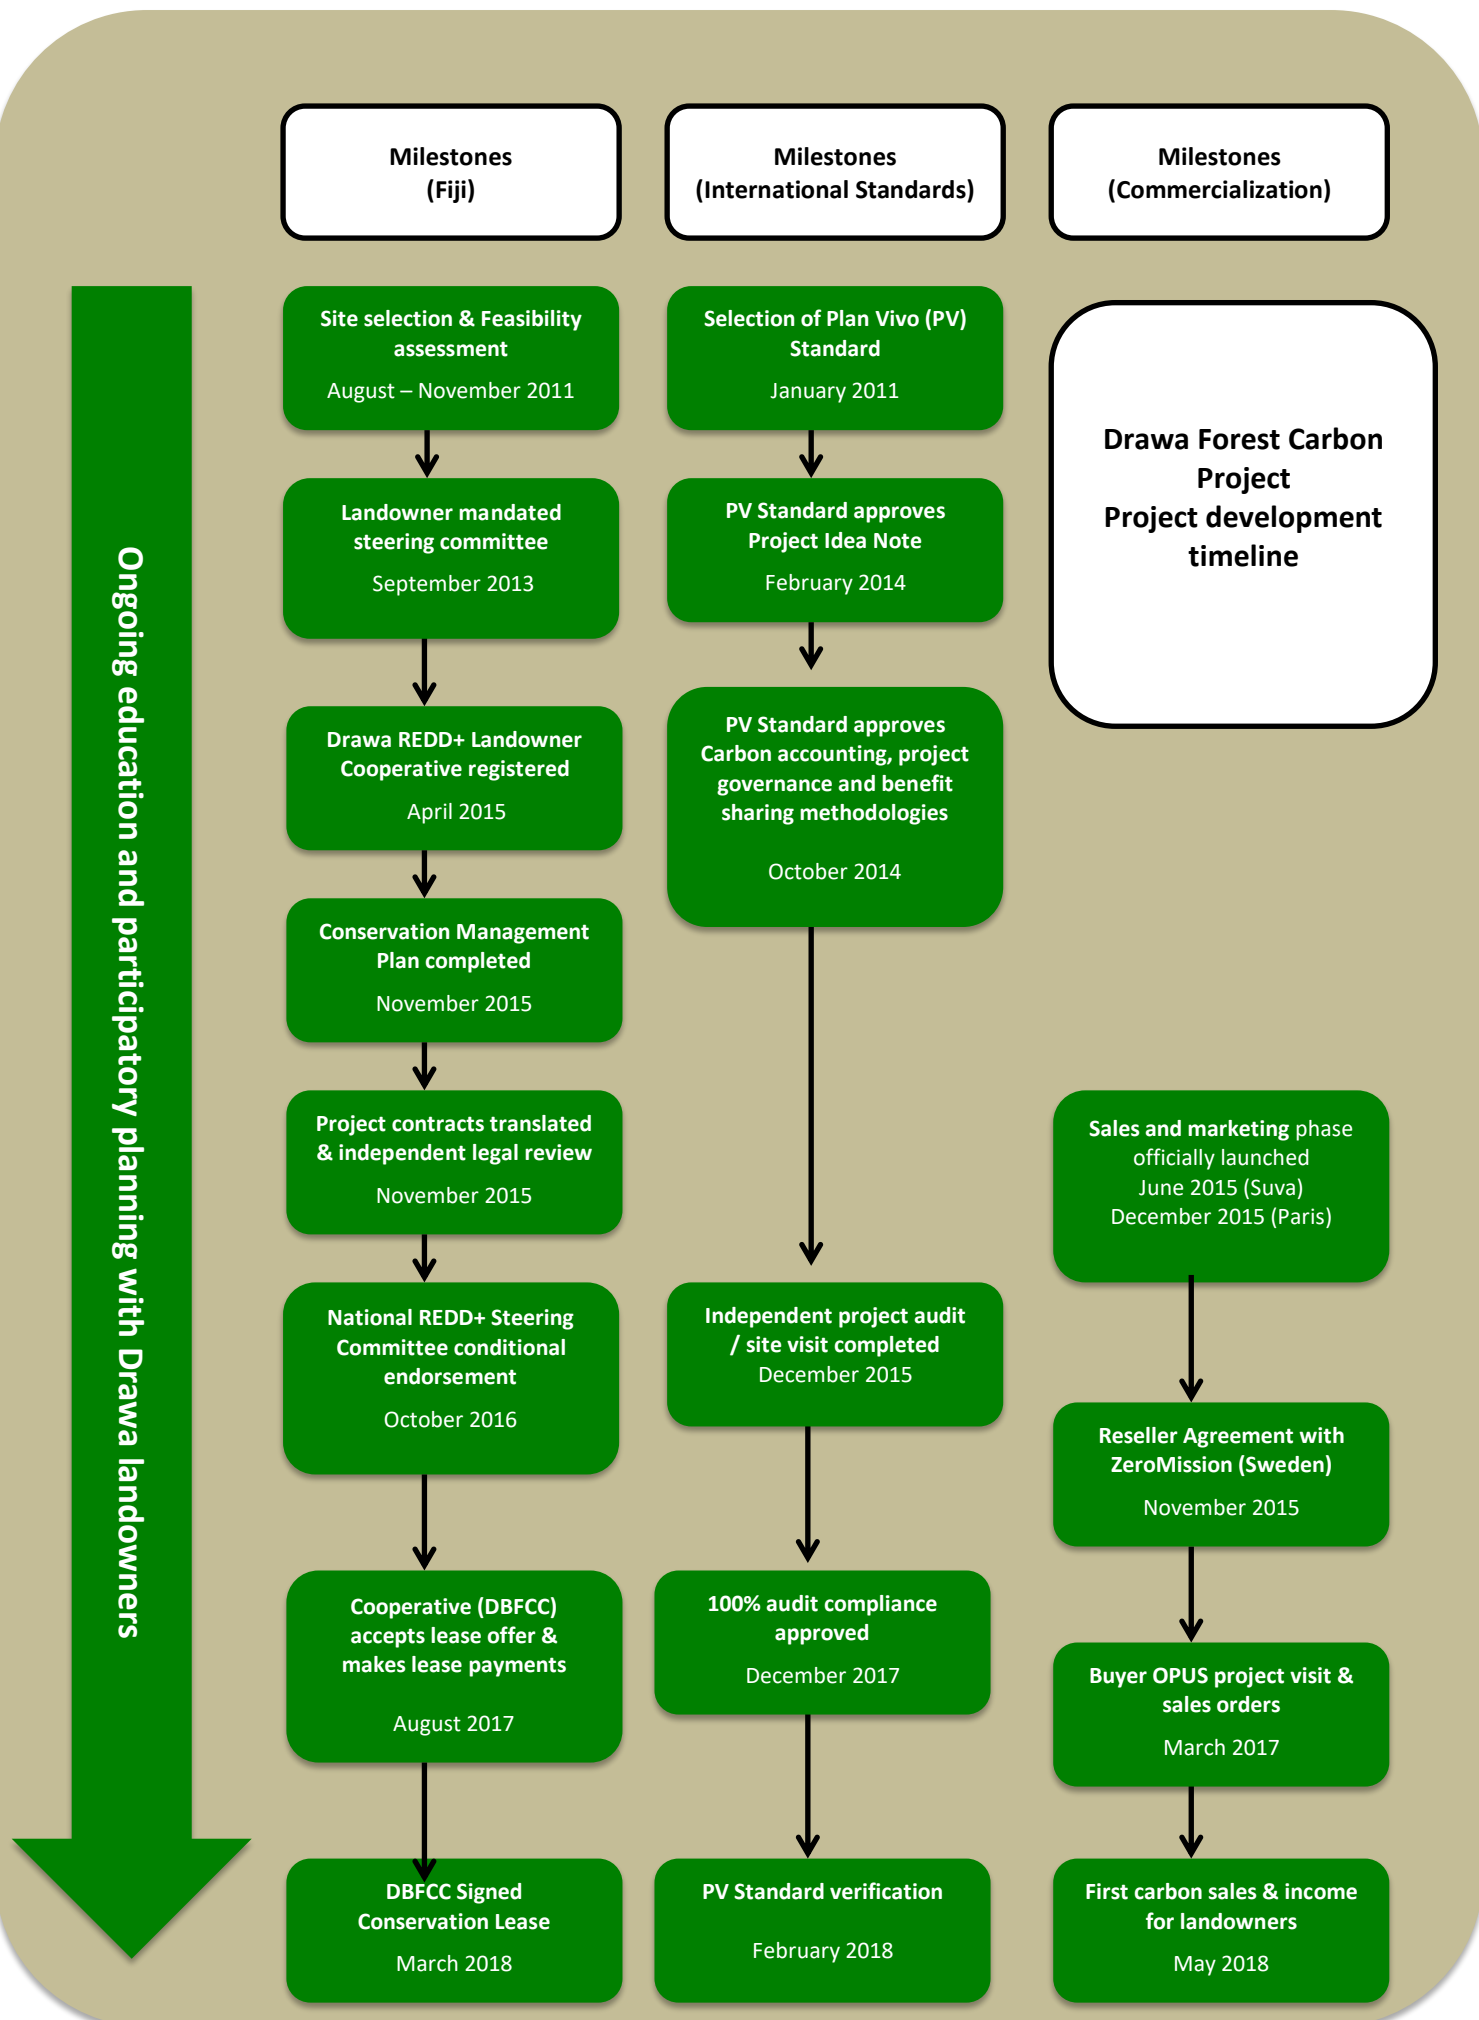 Milestones
(Fiji)
Milestones
(International Standards)
Milestones
(Commercialization)
Drawa Forest Carbon
Project
Project development
timeline
Ongoing education and participatory planning with Drawa landowners
Site selection & Feasibility
assessment
August – November 2011
Landowner mandated
steering committee
September 2013
Drawa REDD+ Landowner
Cooperative registered
April 2015
Conservation Management
Plan completed
November 2015
Project contracts translated
& independent legal review
November 2015
National REDD+ Steering
Committee conditional
endorsement
October 2016
Cooperative (DBFCC)
accepts lease offer &
makes lease payments
August 2017
DBFCC Signed
Conservation Lease
March 2018
Selection of Plan Vivo (PV)
Standard
January 2011
PV Standard approves
Project Idea Note
February 2014
PV Standard approves
Carbon accounting, project
governance and benefit
sharing methodologies
October 2014
Independent project audit
/ site visit completed
December 2015
100% audit compliance
approved
December 2017
PV Standard verification
February 2018
Sales and marketing phase
officially launched
June 2015 (Suva)
December 2015 (Paris)
Reseller Agreement with
ZeroMission (Sweden)
November 2015
Buyer OPUS project visit &
sales orders
March 2017
First carbon sales & income
for landowners
May 2018